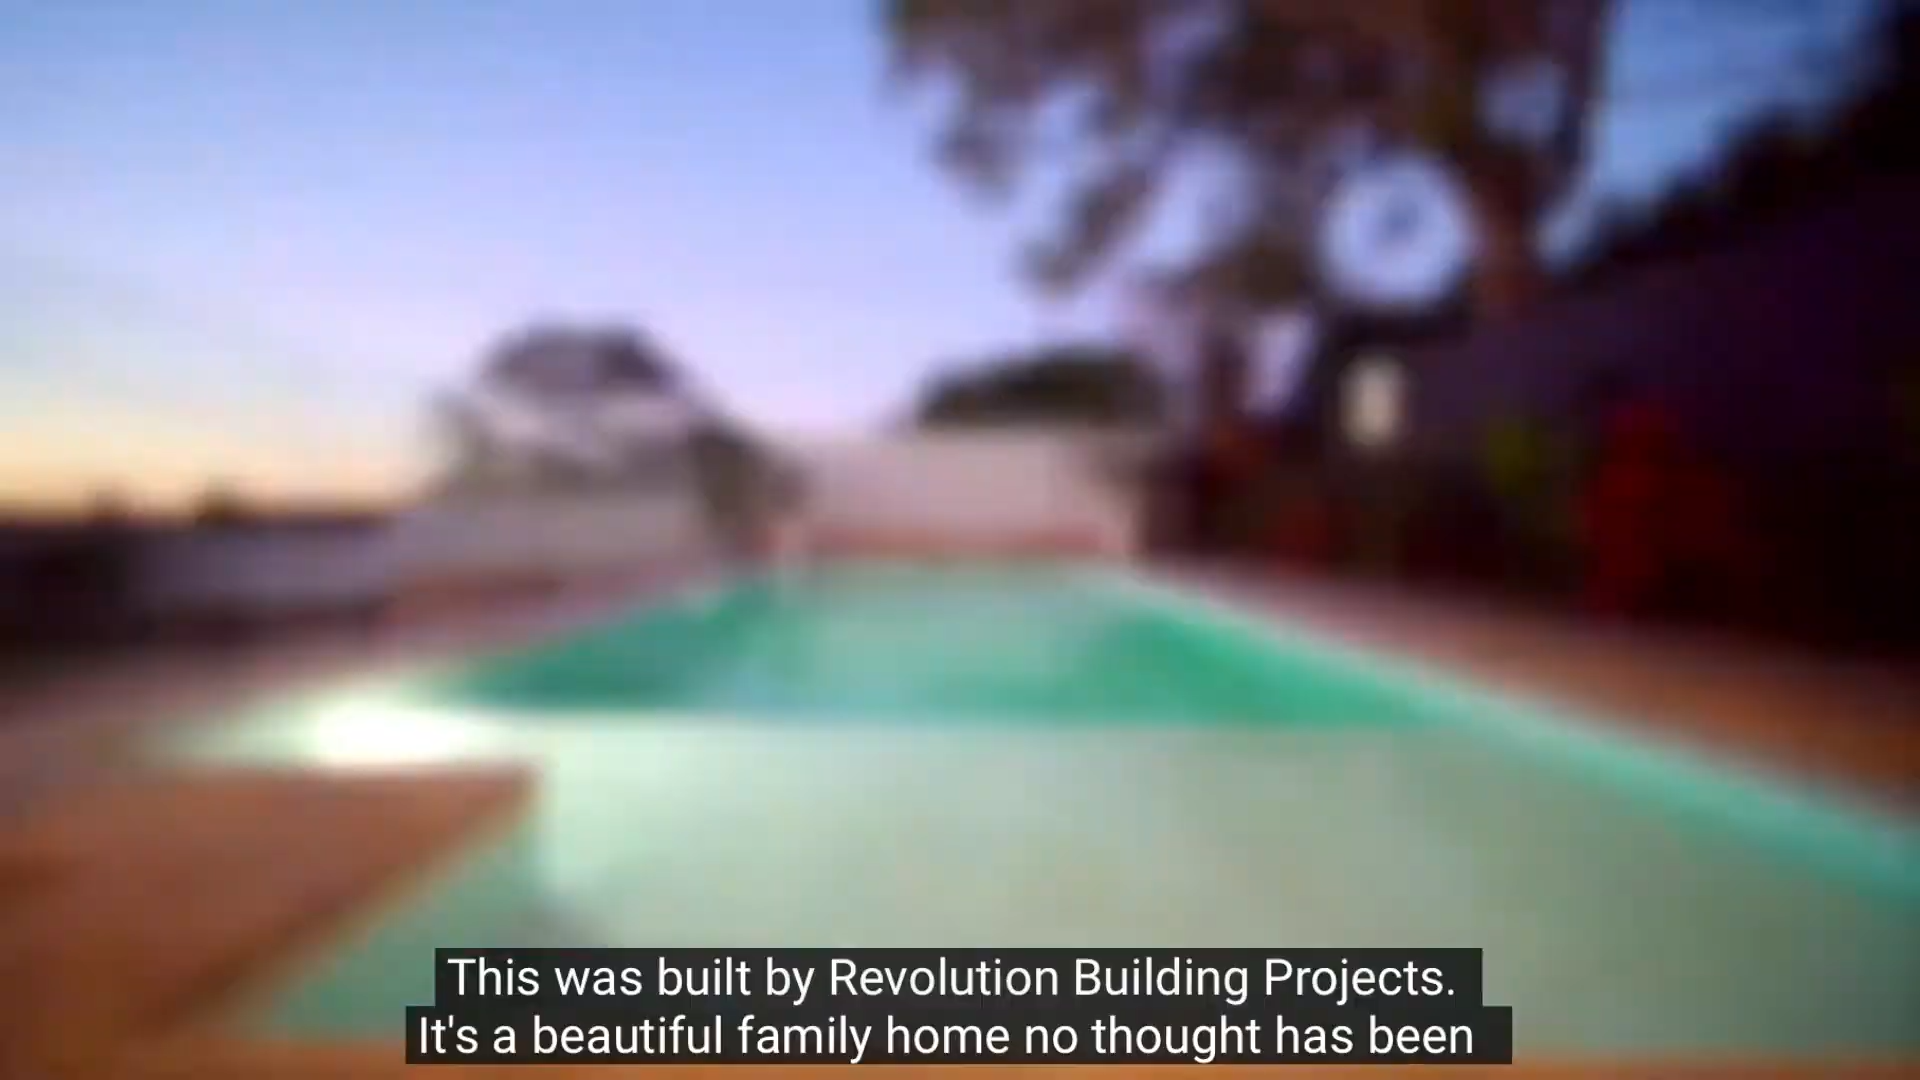 This was built by Revolution Building Projects.
It's a beautiful family home no thought has been